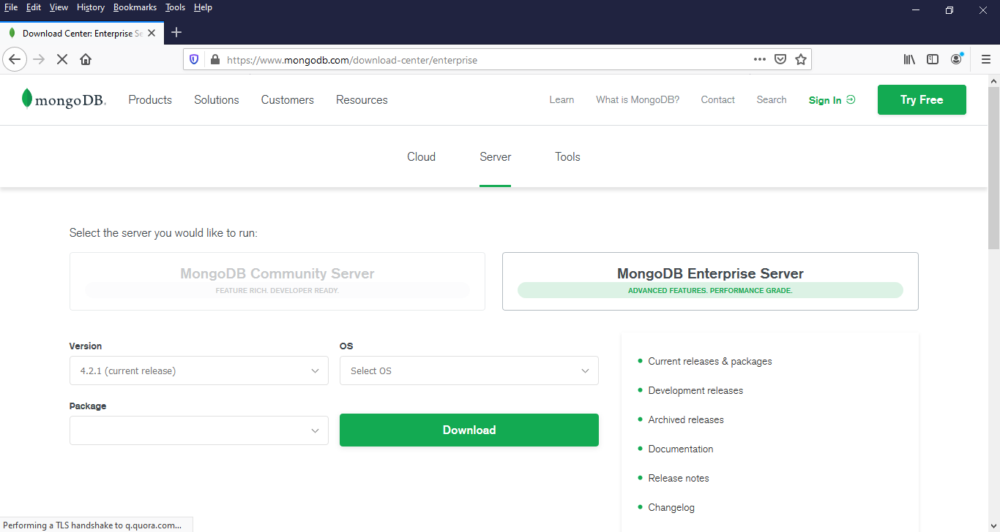 File Edit View History Bookmarks Tools Help
Download Center: Enterprise Se
https://www.mongodb.com/download-center/enterprise
mongoDB. Products Solutions Customers Resources Learn What is MongoDB? Contact Search Sign In Try Free
Cloud Server Tools
Select the server you would like to run:
MongoDB Community Server
FEATURE RICH. DEVELOPER READY.
MongoDB Enterprise Server
ADVANCED FEATURES. PERFORMANCE GRADE.
Version
4.2.1 (current release)
OS
Select OS
Package
Download
Current releases & packages
Development releases
Archived releases
Documentation
Release notes
Changelog
Performing a TLS handshake to q.quora.com...